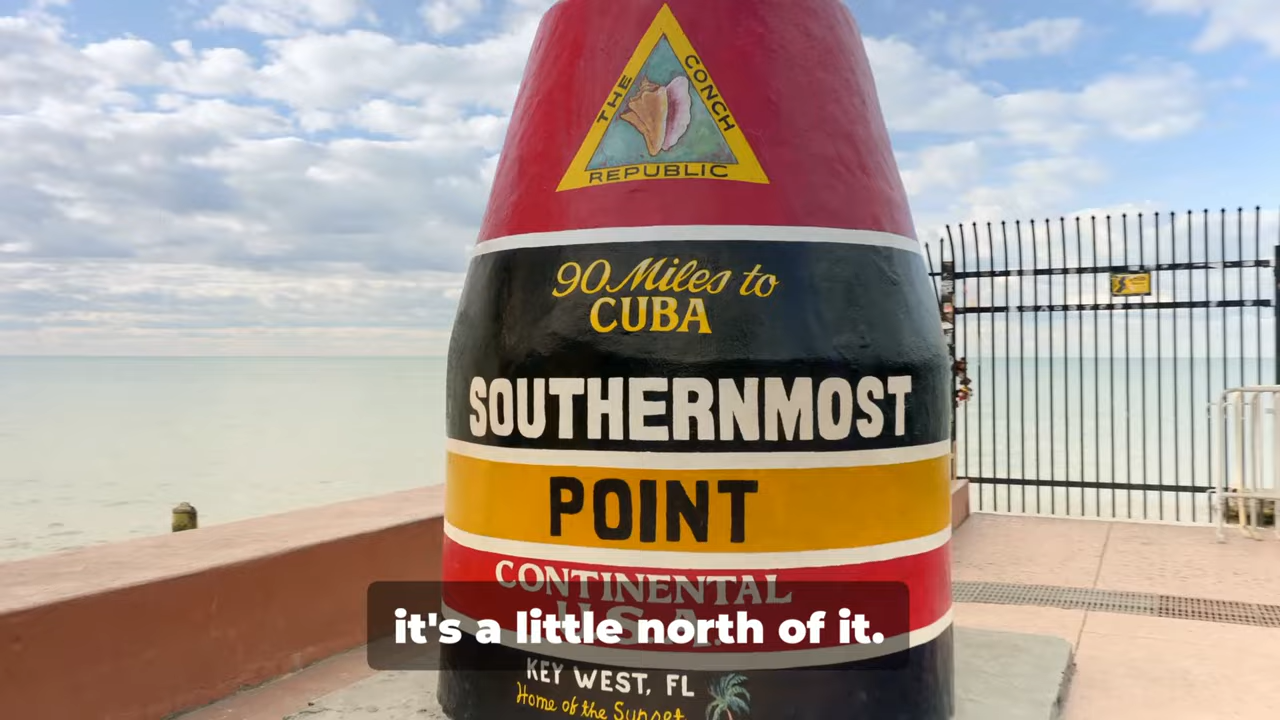 THE CONCH
REPUBLIC
90 Miles to
CUBA
SOUTHERNMOST
POINT
CONTINENTAL
U.S.A.
it's a little north of it.
KEY WEST, FL
Home of the Sunset